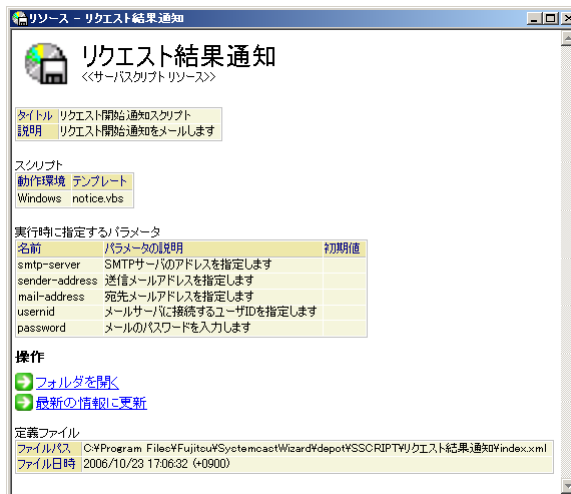 リソース - リクエスト結果通知
リクエスト結果通知
<<サーバスクリプト リソース>>
タイトル リクエスト開始通知スクリプト
説明 リクエスト開始通知をメールします
スクリプト
動作環境 テンプレート
Windows notice.vbs
実行時に指定するパラメータ
名前 パラメータの説明 初期値
smtp-server SMTPサーバのアドレスを指定します
sender-address 送信メールアドレスを指定します
mail-address 宛先メールアドレスを指定します
usernid メールサーバに接続するユーザIDを指定します
password メールのパスワードを入力します
操作
フォルダを開く
最新の情報に更新
定義ファイル
ファイルパス C:¥Program Files¥Fujitsu¥SystemcastWizard¥depot¥SSCRIPT¥リクエスト結果通知¥index.xml
ファイル日時 2006/10/23 17:06:32 (+0900)